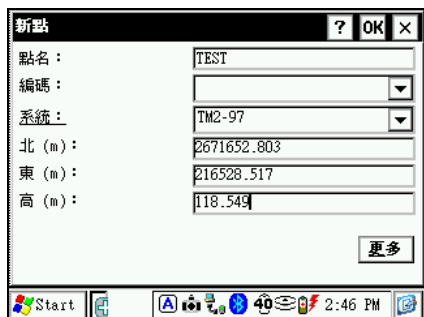 新點 ? OK ×
點名： TEST
編碼：
系統： TM2-97
北 (m)： 2671652.803
東 (m)： 216528.517
高 (m)： 118.549
更多
Start A 40 2:46 PM